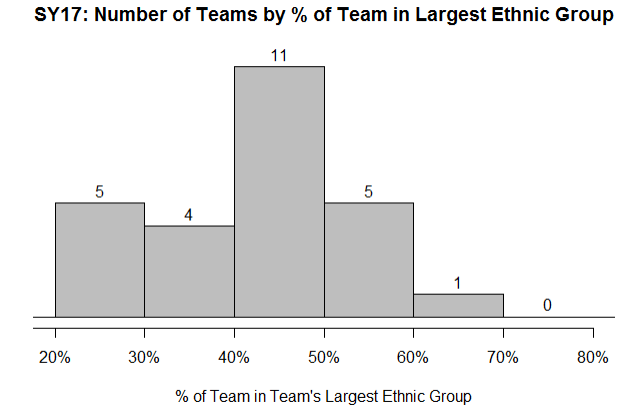 SY17: Number of Teams by % of Team in Largest Ethnic Group
11
5
5
4
1
0
20% 30% 40% 50% 60% 70% 80%
% of Team in Team's Largest Ethnic Group